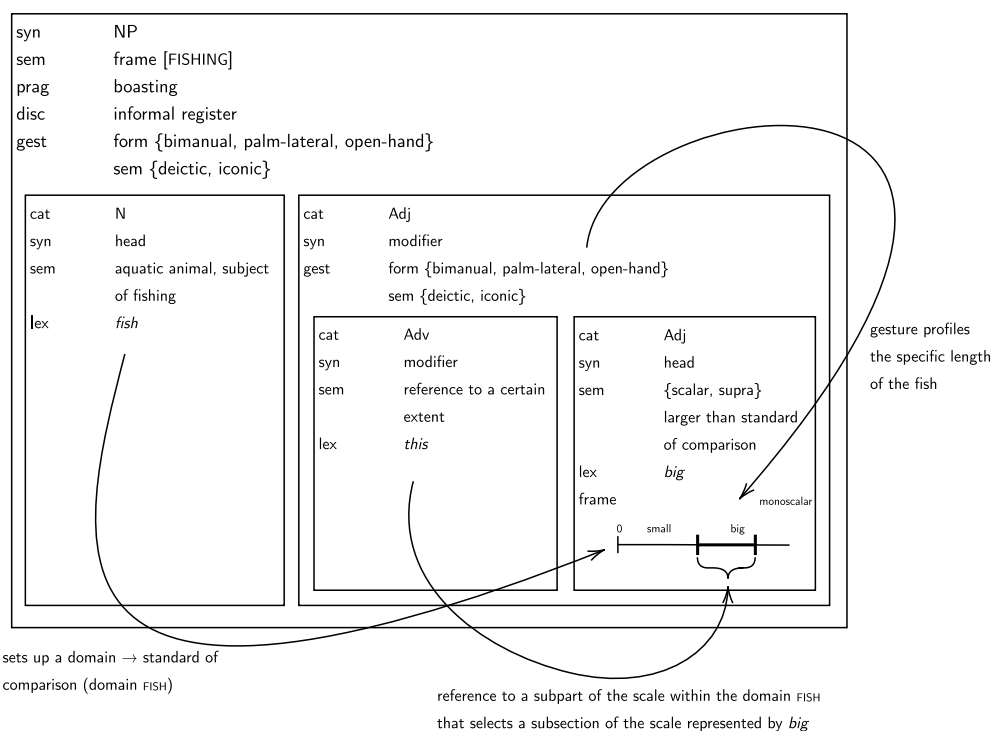 syn NP
sem frame [FISHING]
prag boasting
disc informal register
gest form {bimanual, palm-lateral, open-hand}
sem {deictic, iconic}
cat N
syn head
sem aquatic animal, subject
of fishing
lex fish
cat Adj
syn modifier
gest form {bimanual, palm-lateral, open-hand}
sem {deictic, iconic}
cat Adv
syn modifier
sem reference to a certain
extent
lex this
cat Adj
syn head
sem {scalar, supra}
larger than standard
of comparison
lex big
frame monoscalar
0 small big
gesture profiles
the specific length
of the fish
sets up a domain → standard of
comparison (domain FISH)
reference to a subpart of the scale within the domain FISH
that selects a subsection of the scale represented by big